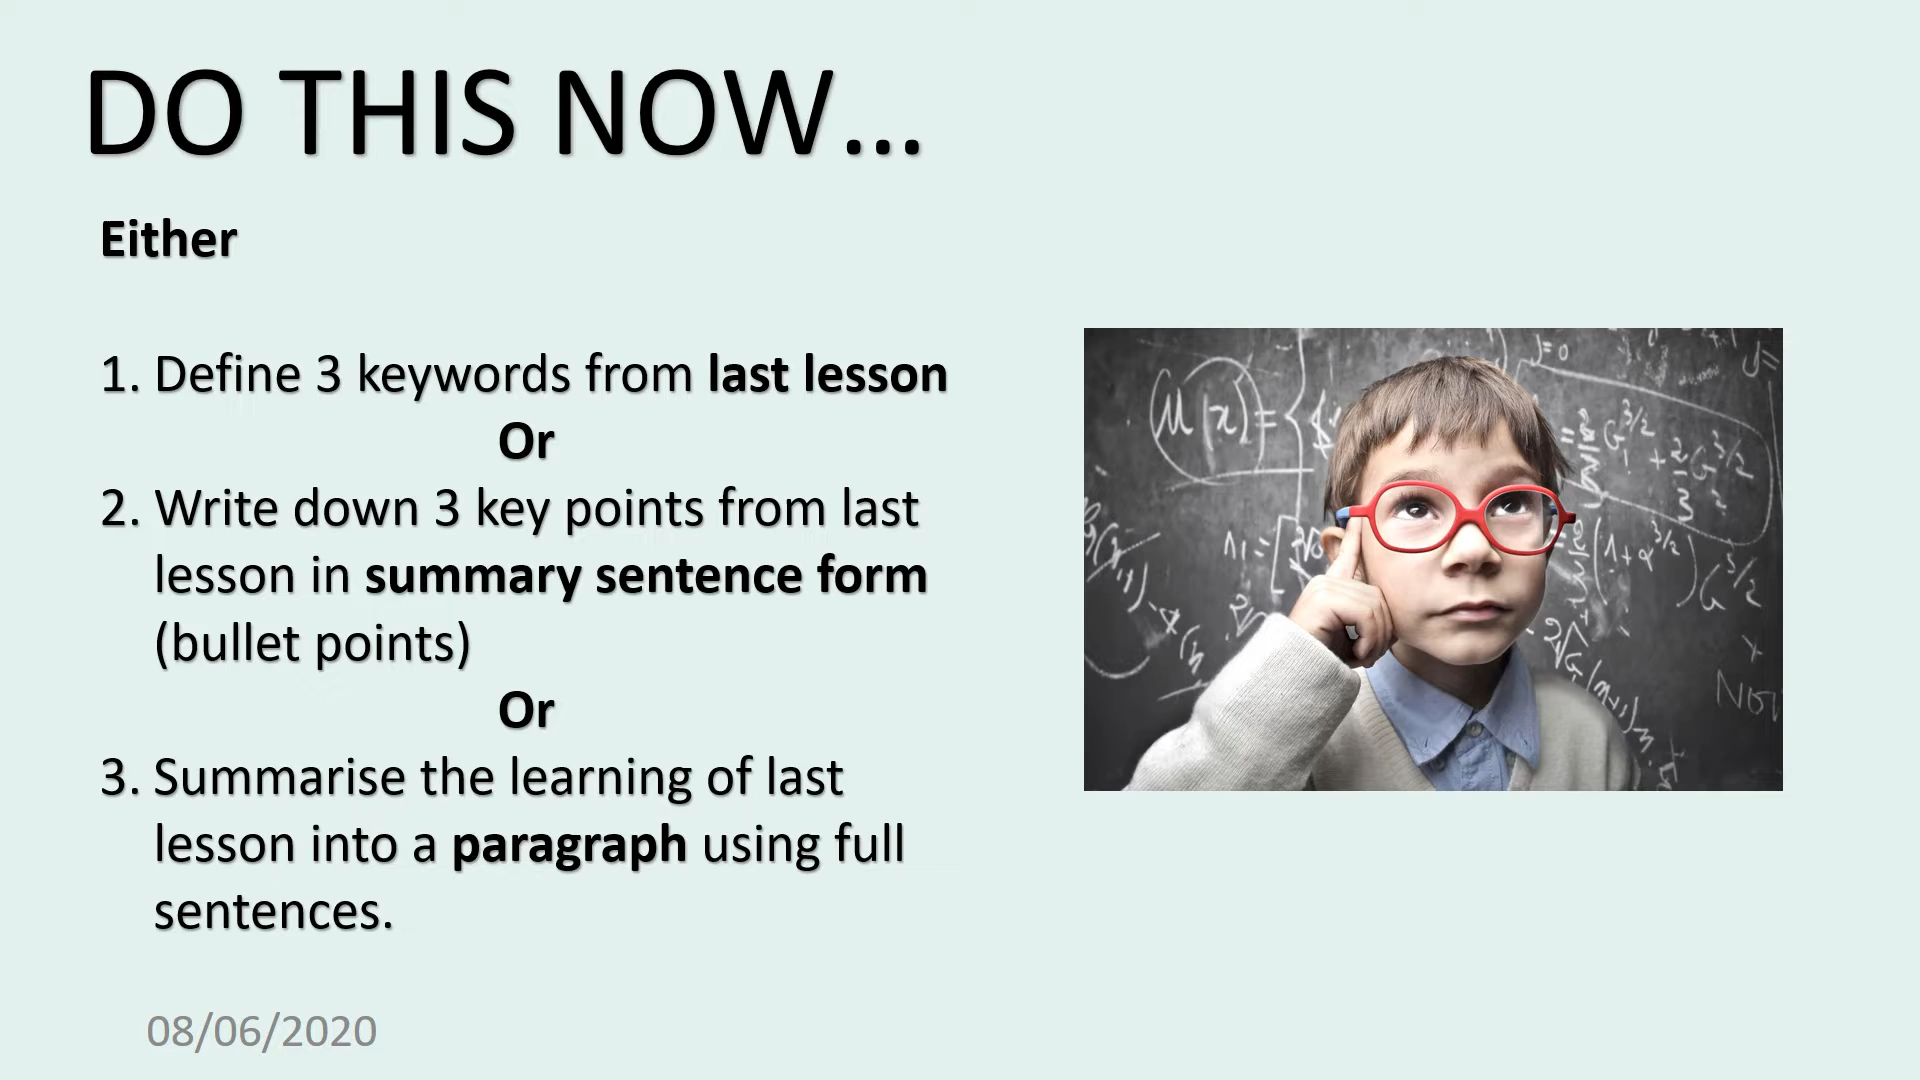 DO THIS NOW...
Either
1. Define 3 keywords from last lesson
Or
2. Write down 3 key points from last
lesson in summary sentence form
(bullet points)
Or
3. Summarise the learning of last
lesson into a paragraph using full
sentences.
08/06/2020